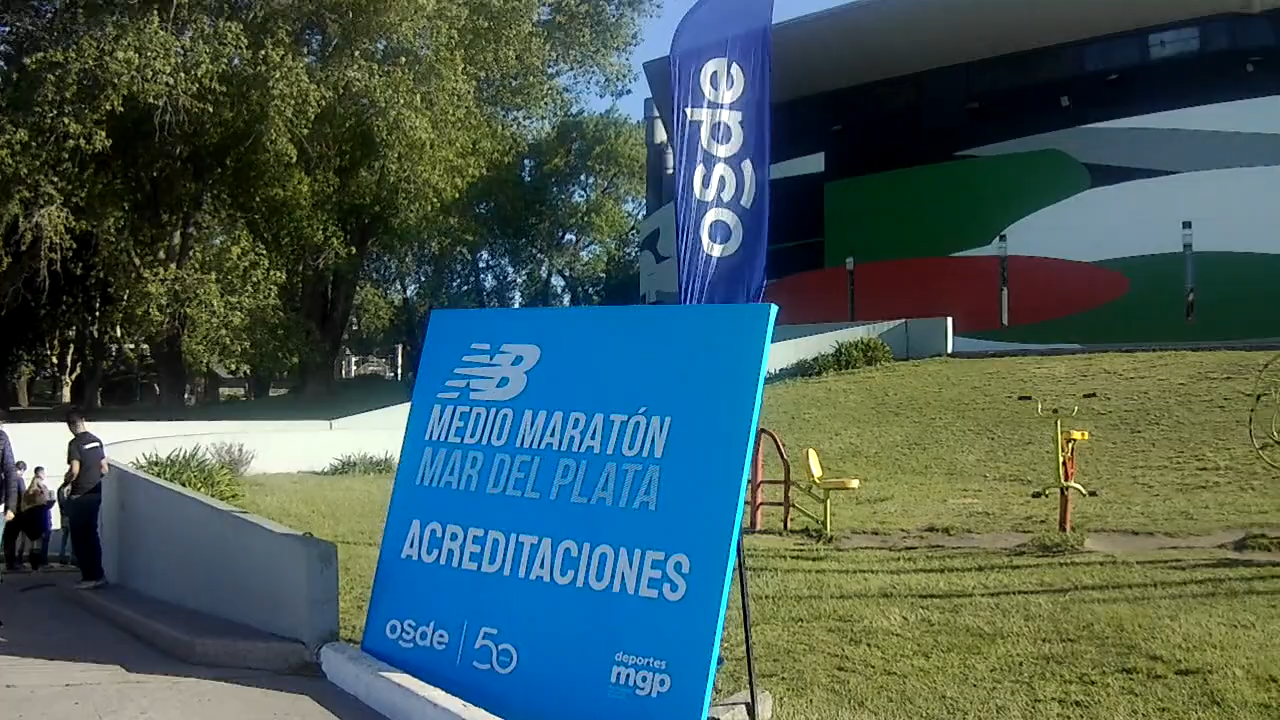 osde
NB
MEDIO MARATÓN
MAR DEL PLATA
ACREDITACIONES
osde | 50
deportes
mgp